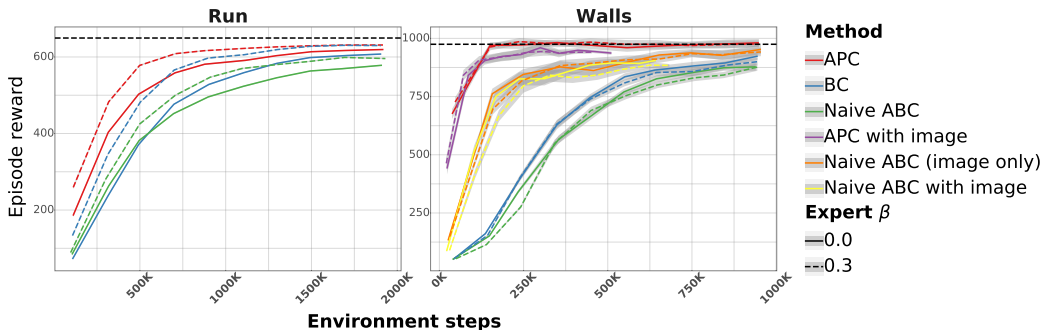 Run
Walls
Episode reward
600
400
200
1000
750
500
250
500K
1000K
1500K
2000K
0K
250K
500K
750K
1000K
Environment steps
Method
APC
BC
Naive ABC
APC with image
Naive ABC (image only)
Naive ABC with image
Expert β
0.0
0.3